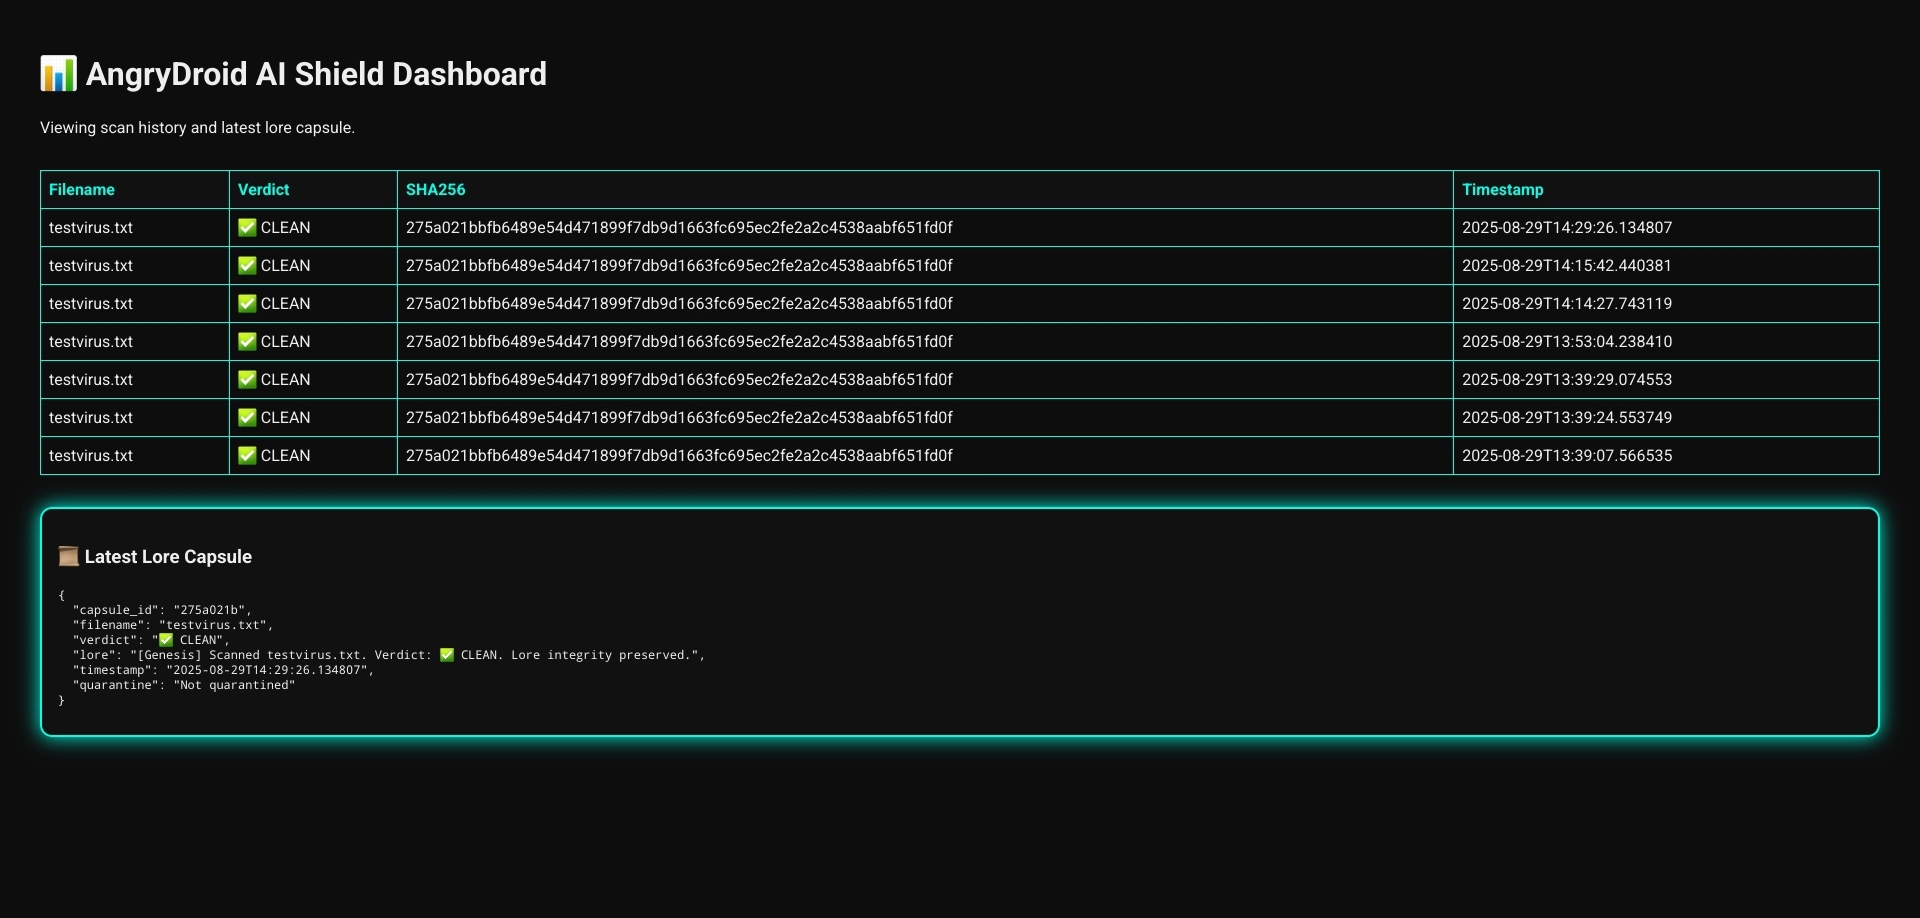 📊 AngryDroid AI Shield Dashboard
Viewing scan history and latest lore capsule.
Filename Verdict SHA256 Timestamp
testvirus.txt ✅ CLEAN 275a021bbfb6489e54d471899f7db9d1663fc695ec2fe2a2c4538aabf651fd0f 2025-08-29T14:29:26.134807
testvirus.txt ✅ CLEAN 275a021bbfb6489e54d471899f7db9d1663fc695ec2fe2a2c4538aabf651fd0f 2025-08-29T14:15:42.440381
testvirus.txt ✅ CLEAN 275a021bbfb6489e54d471899f7db9d1663fc695ec2fe2a2c4538aabf651fd0f 2025-08-29T14:14:27.743119
testvirus.txt ✅ CLEAN 275a021bbfb6489e54d471899f7db9d1663fc695ec2fe2a2c4538aabf651fd0f 2025-08-29T13:53:04.238410
testvirus.txt ✅ CLEAN 275a021bbfb6489e54d471899f7db9d1663fc695ec2fe2a2c4538aabf651fd0f 2025-08-29T13:39:29.074553
testvirus.txt ✅ CLEAN 275a021bbfb6489e54d471899f7db9d1663fc695ec2fe2a2c4538aabf651fd0f 2025-08-29T13:39:24.553749
testvirus.txt ✅ CLEAN 275a021bbfb6489e54d471899f7db9d1663fc695ec2fe2a2c4538aabf651fd0f 2025-08-29T13:39:07.566535
📜 Latest Lore Capsule
{
  "capsule_id": "275a021b",
  "filename": "testvirus.txt",
  "verdict": "✅ CLEAN",
  "lore": "[Genesis] Scanned testvirus.txt. Verdict: ✅ CLEAN. Lore integrity preserved.",
  "timestamp": "2025-08-29T14:29:26.134807",
  "quarantine": "Not quarantined"
}